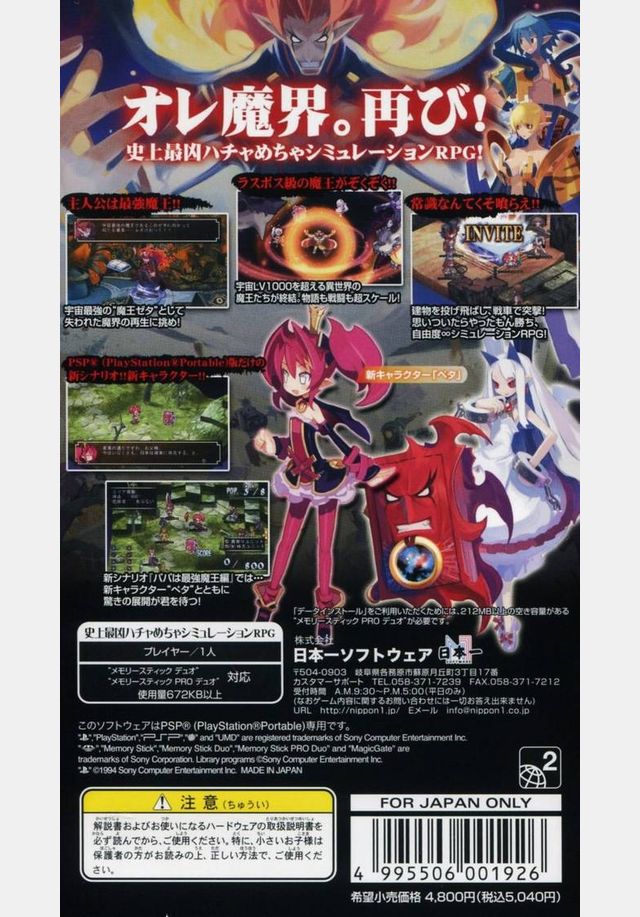 オレ魔界。再び!
史上最凶ハチャめちゃシミュレーションRPG!
主人公は最強魔王!!
宇宙最強の"魔王ゼタ"として
失われた魔界の再生に挑め!
ラスボス級の魔王がぞくぞく!!
宇宙LV1000を超える異世界の
魔王たちが終結。物語も戦闘も超スケール!
常識なんてくそ喰らえ!!
INVITE
建物を投げ飛ばし、戦車で突撃!
思いついたらやったもん勝ち、
自由度∞シミュレーションRPG!
PSP®(PlayStation®Portable)版だけの
新シナリオ!!新キャラクター!!
新キャラクター「ペタ」
SCORE
0/800
新シナリオ「パパは最強魔王編」では…
新キャラクター"ペタ"とともに
驚きの展開が君を待つ!
「データインストール」をご利用いただくためには、212MB以上の空き容量がある
"メモリースティック PRO デュオ"が必要です。
史上最凶ハチャめちゃシミュレーションRPG
プレイヤー/1人
"メモリースティック デュオ"
"メモリースティック PRO デュオ" 対応
使用量672KB以上
株式会社
日本一ソフトウェア 日本一
〒504-0903 岐阜県各務原市蘇原月丘町3丁目17番
カスタマーサポート TEL.058-371-7239 FAX.058-371-7212
受付時間 A.M.9:30~P.M.5:00(平日のみ)
(なおゲーム内容に関するお問い合わせには一切お答え出来ません)
URL http://nippon1.jp/ Eメール info@nippon1.co.jp
このソフトウェアはPSP®(PlayStation®Portable)専用です。
"PlayStation", "PSP", and "UMD" are registered trademarks of Sony Computer Entertainment Inc.
"Memory Stick", "Memory Stick Duo", "Memory Stick PRO Duo" and "MagicGate" are
trademarks of Sony Corporation. Library programs ©Sony Computer Entertainment Inc.
©1994 Sony Computer Entertainment Inc. MADE IN JAPAN
2
注意(ちゅうい)
解説書およびお使いになるハードウェアの取扱説明書を
必ず読んでから、ご使用ください。特に、小さいお子様は
保護者の方がお読みの上、正しい方法で、ご使用くだ
さい。
FOR JAPAN ONLY
4 995506 001926
希望小売価格 4,800円(税込5,040円)